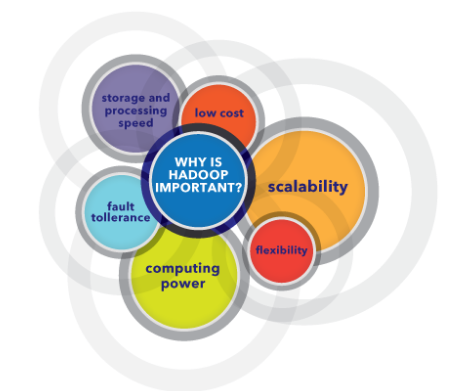 storage and
processing
speed
low cost
WHY IS
HADOOP
IMPORTANT?
scalability
fault
tollerance
flexibility
computing
power